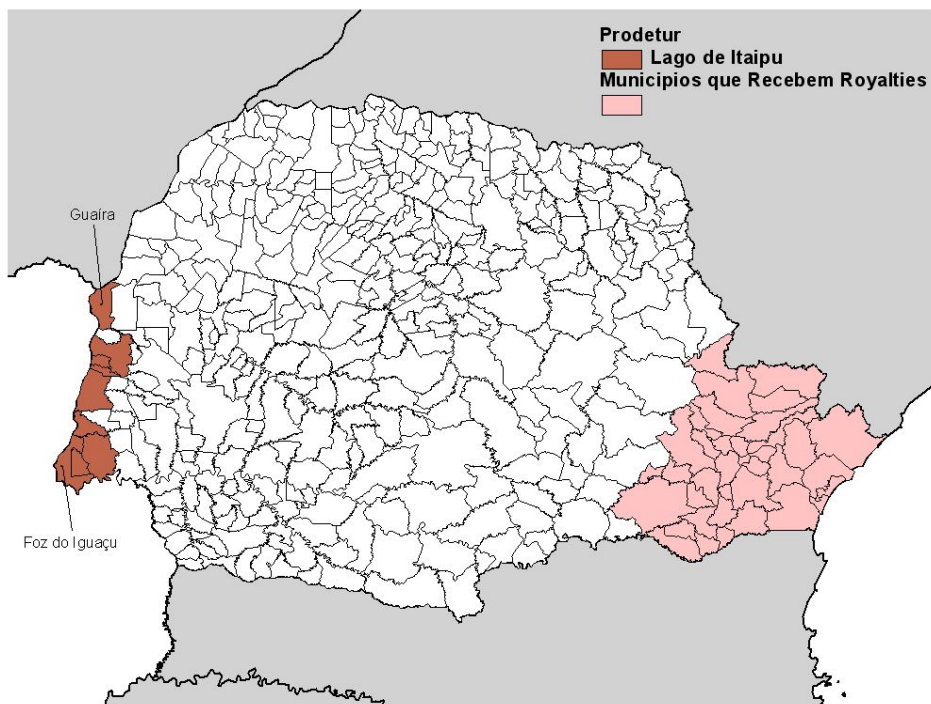 Prodetur
Lago de Itaipu
Municipios que Recebem Royalties
Guaíra
Foz do Iguaçu